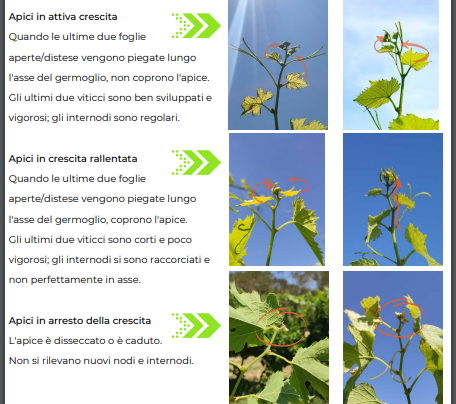 Apici in attiva crescita
Quando le ultime due foglie
aperte/distese vengono piegate lungo
l'asse del germoglio, non coprono l'apice.
Gli ultimi due viticci sono ben sviluppati e
vigorosi; gli internodi sono regolari.
Apici in crescita rallentata
Quando le ultime due foglie
aperte/distese vengono piegate lungo
l'asse del germoglio, coprono l'apice.
Gli ultimi due viticci sono corti e poco
vigorosi; gli internodi si sono raccorciati e
non perfettamente in asse.
Apici in arresto della crescita
L'apice è disseccato o è caduto.
Non si rilevano nuovi nodi e internodi.